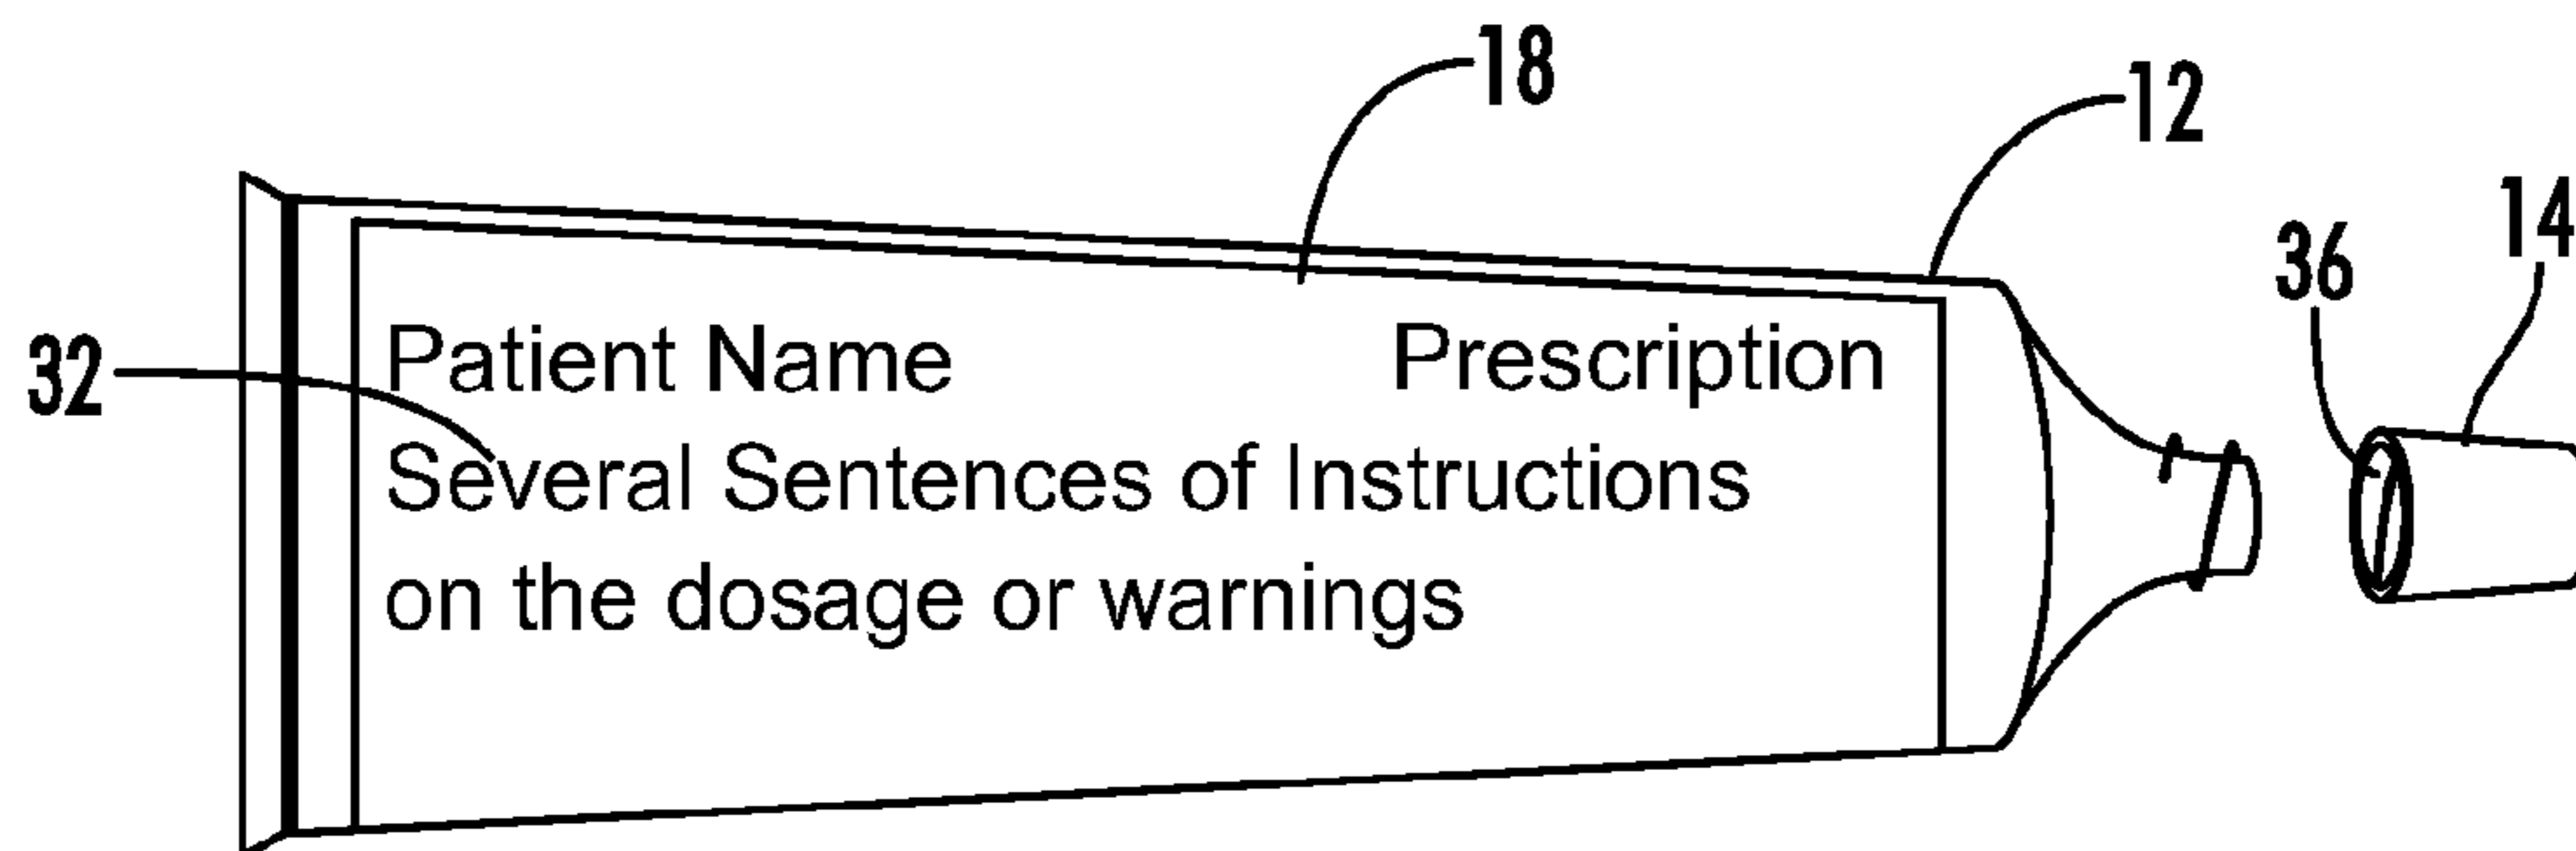 18
12
14
36
32
Patient Name Prescription
Several Sentences of Instructions
on the dosage or warnings